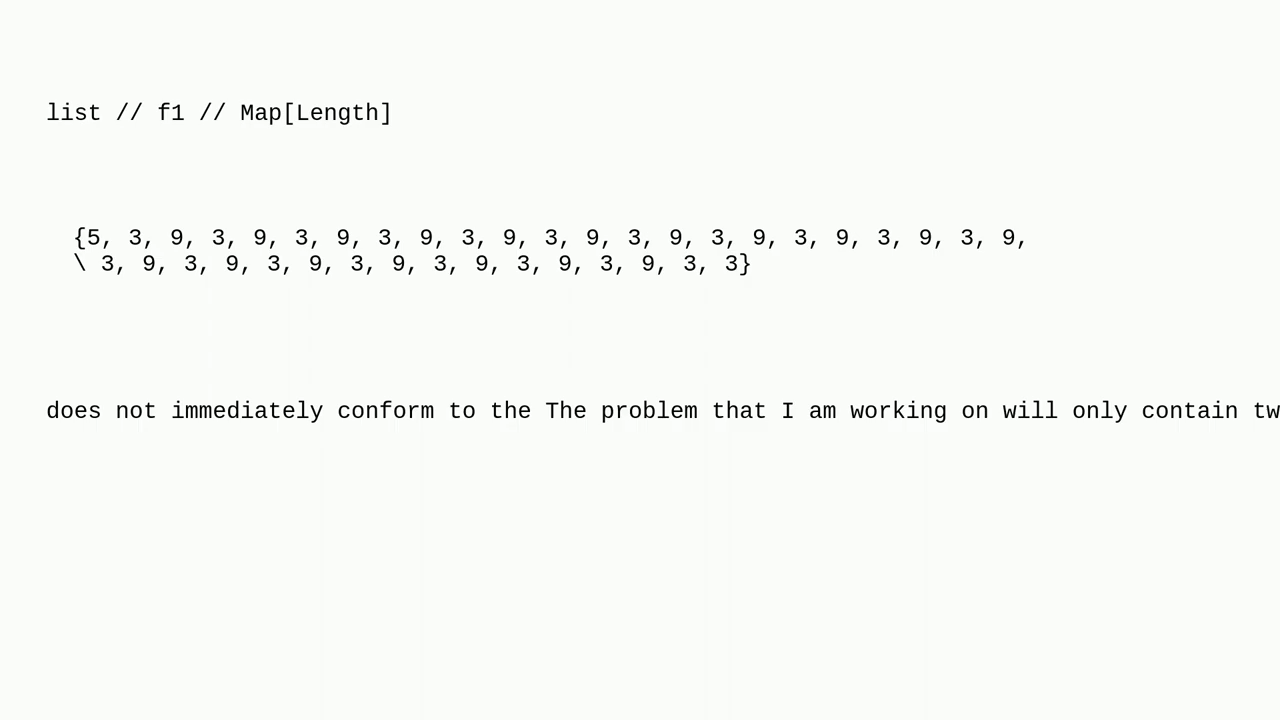 list // f1 // Map[Length]
{5, 3, 9, 3, 9, 3, 9, 3, 9, 3, 9, 3, 9, 3, 9, 3, 9, 3, 9, 3, 9, 3, 9,
\ 3, 9, 3, 9, 3, 9, 3, 9, 3, 9, 3, 9, 3, 9, 3, 3}
does not immediately conform to the The problem that I am working on will only contain